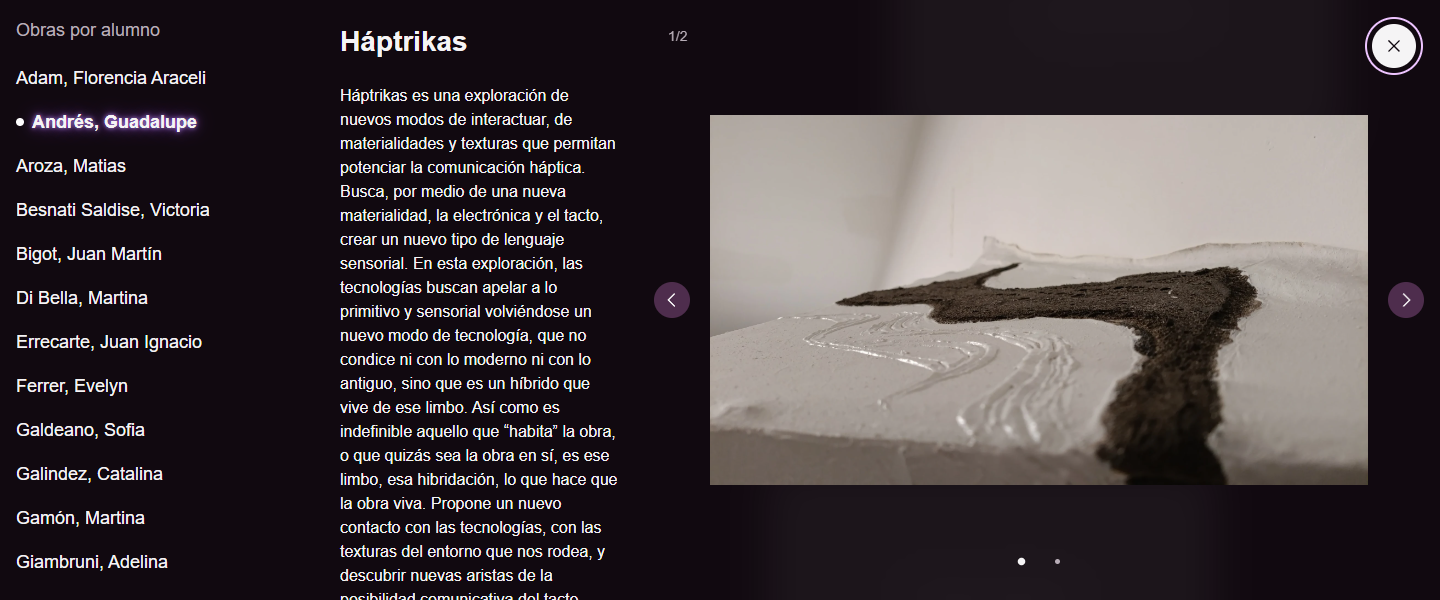 Obras por alumno
Adam, Florencia Araceli
Andrés, Guadalupe
Aroza, Matias
Besnati Saldise, Victoria
Bigot, Juan Martín
Di Bella, Martina
Errecarte, Juan Ignacio
Ferrer, Evelyn
Galdeano, Sofia
Galindez, Catalina
Gamón, Martina
Giambruni, Adelina
Háptrikas
Háptrikas es una exploración de
nuevos modos de interactuar, de
materialidades y texturas que permitan
potenciar la comunicación háptica.
Busca, por medio de una nueva
materialidad, la electrónica y el tacto,
crear un nuevo tipo de lenguaje
sensorial. En esta exploración, las
tecnologías buscan apelar a lo
primitivo y sensorial volviéndose un
nuevo modo de tecnología, que no
condice ni con lo moderno ni con lo
antiguo, sino que es un híbrido que
vive de ese limbo. Así como es
indefinible aquello que “habita” la obra,
o que quizás sea la obra en sí, es ese
limbo, esa hibridación, lo que hace que
la obra viva. Propone un nuevo
contacto con las tecnologías, con las
texturas del entorno que nos rodea, y
descubrir nuevas aristas de la
posibilidad comunicativa del tacto
1/2